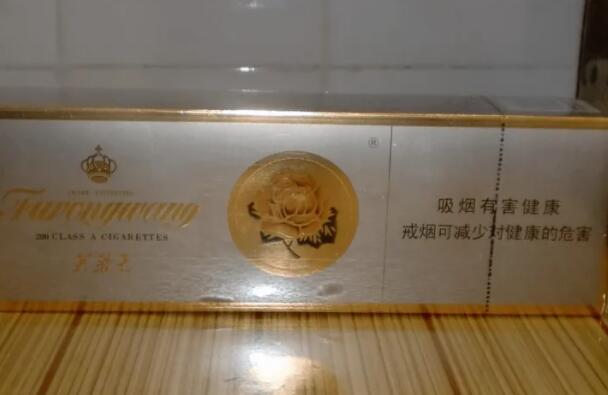 Furongwang
200 CLASS A CIGARETTES
芙蓉王
®
吸烟有害健康
戒烟可减少对健康的危害